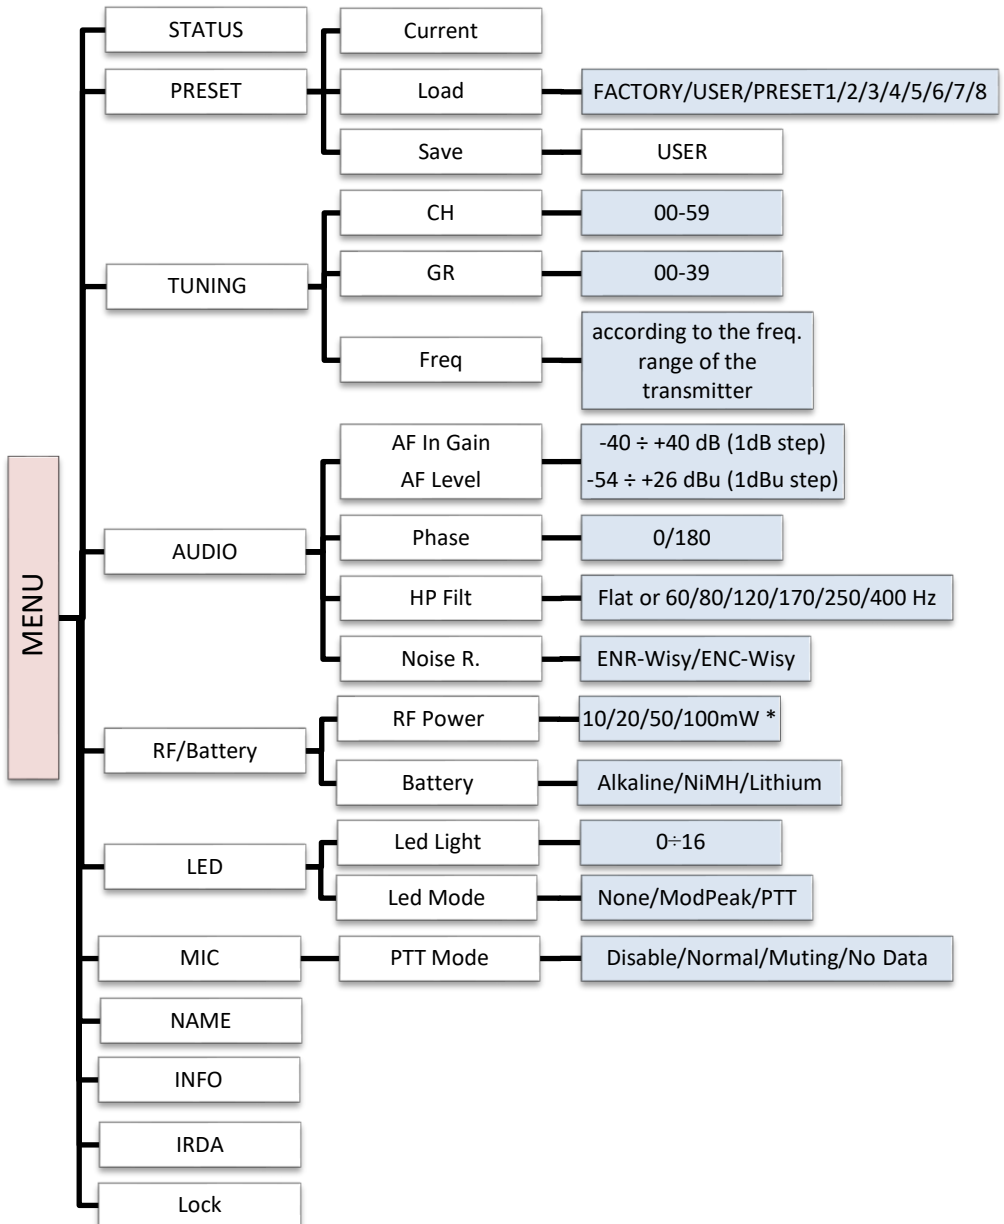 MENU
STATUS
PRESET
Current
Load
FACTORY/USER/PRESET1/2/3/4/5/6/7/8
Save
USER
TUNING
CH
00-59
GR
00-39
Freq
according to the freq.
range of the
transmitter
AUDIO
AF In Gain
AF Level
-40 ÷ +40 dB (1dB step)
-54 ÷ +26 dBu (1dBu step)
Phase
0/180
HP Filt
Flat or 60/80/120/170/250/400 Hz
Noise R.
ENR-Wisy/ENC-Wisy
RF/Battery
RF Power
10/20/50/100mW *
Battery
Alkaline/NiMH/Lithium
LED
Led Light
0÷16
Led Mode
None/ModPeak/PTT
MIC
PTT Mode
Disable/Normal/Muting/No Data
NAME
INFO
IRDA
Lock